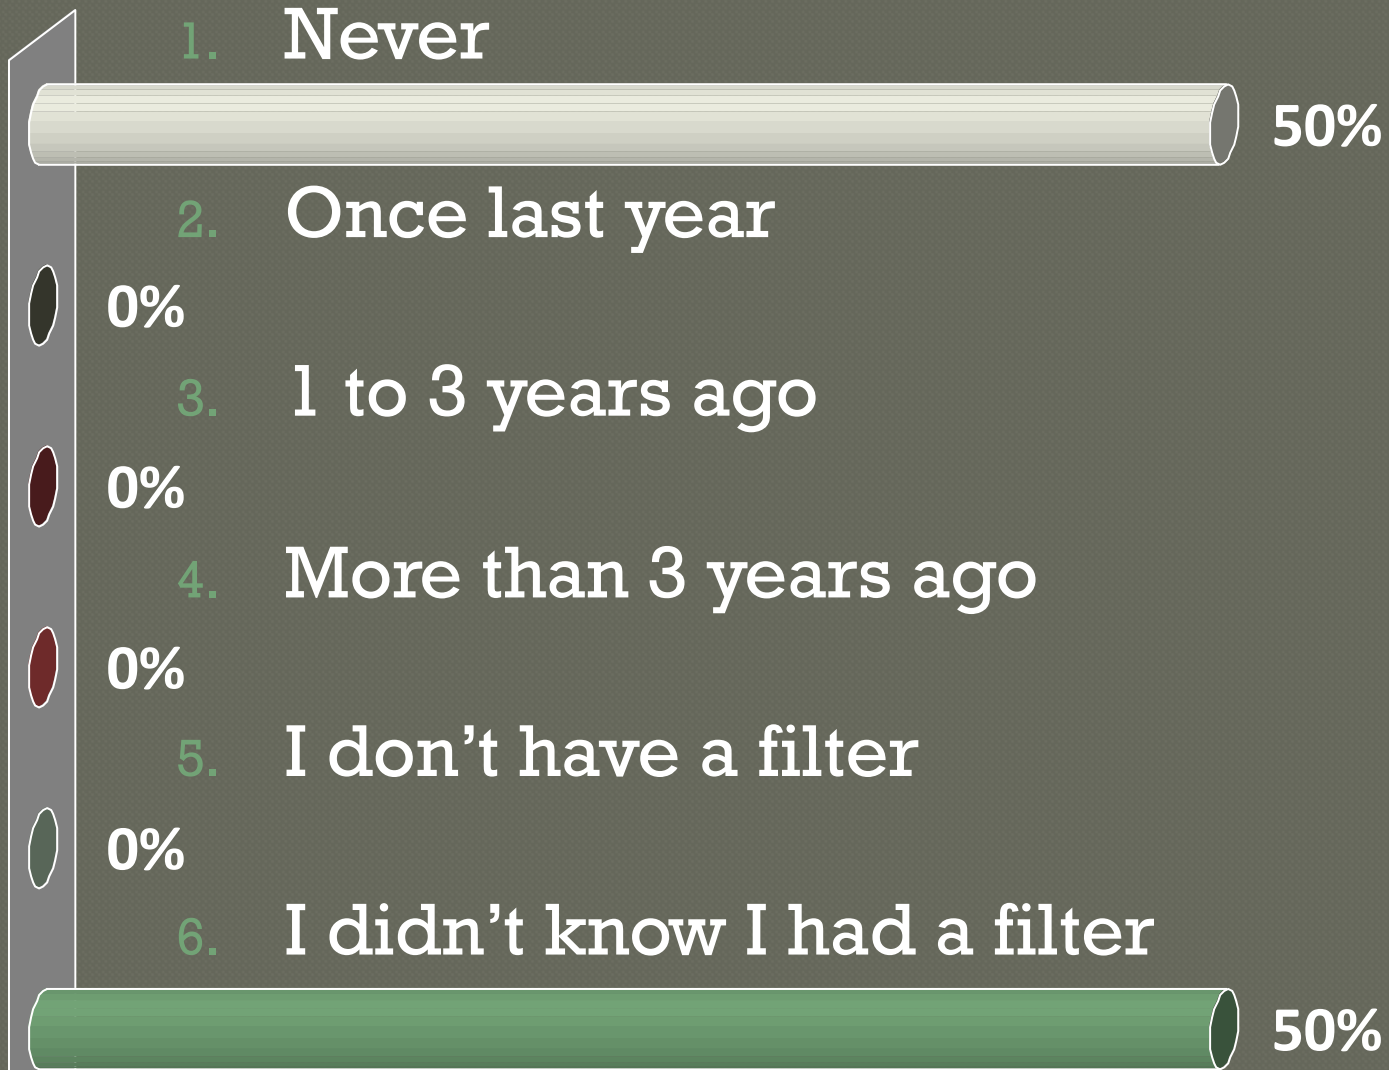 1. Never
50%
2. Once last year
0%
3. 1 to 3 years ago
0%
4. More than 3 years ago
0%
5. I don’t have a filter
0%
6. I didn’t know I had a filter
50%